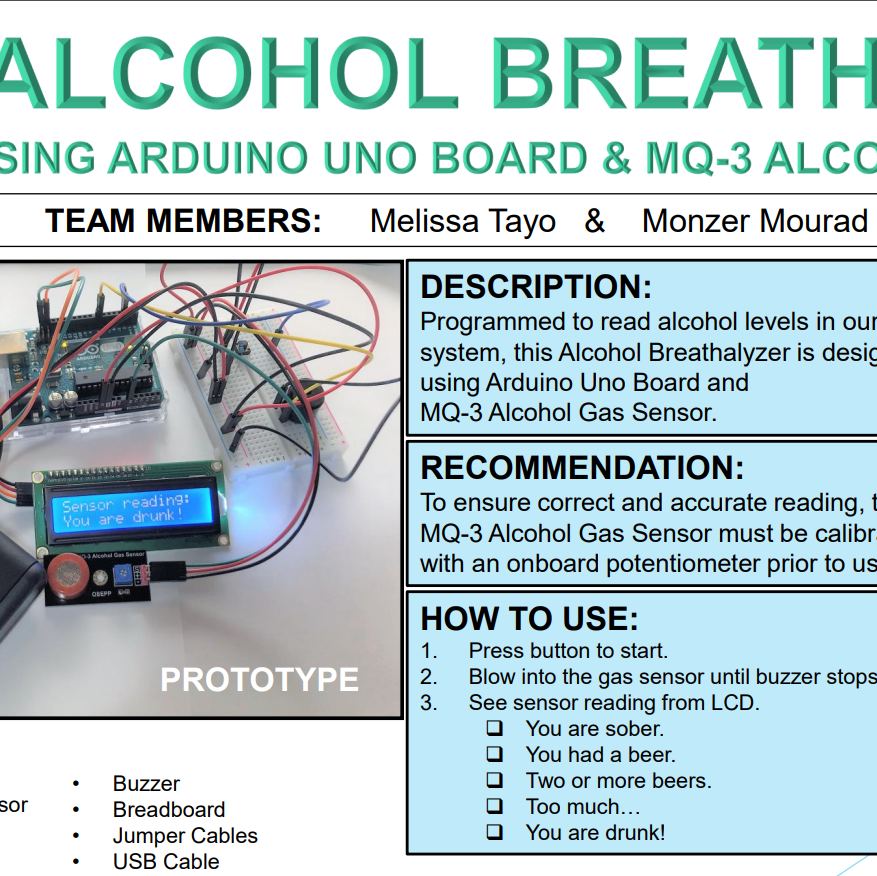 ALCOHOL BREATH
SING ARDUINO UNO BOARD & MQ-3 ALCO
TEAM MEMBERS: Melissa Tayo & Monzer Mourad
Sensor reading:
You are drunk!
MQ-3 Alcohol Gas Sensor
OSEPP
PROTOTYPE
DESCRIPTION:
Programmed to read alcohol levels in our
system, this Alcohol Breathalyzer is desig
using Arduino Uno Board and
MQ-3 Alcohol Gas Sensor.
RECOMMENDATION:
To ensure correct and accurate reading, t
MQ-3 Alcohol Gas Sensor must be calibr
with an onboard potentiometer prior to us
HOW TO USE:
1. Press button to start.
2. Blow into the gas sensor until buzzer stops
3. See sensor reading from LCD.
❑ You are sober.
❑ You had a beer.
❑ Two or more beers.
❑ Too much…
❑ You are drunk!
sor
• Buzzer
• Breadboard
• Jumper Cables
• USB Cable